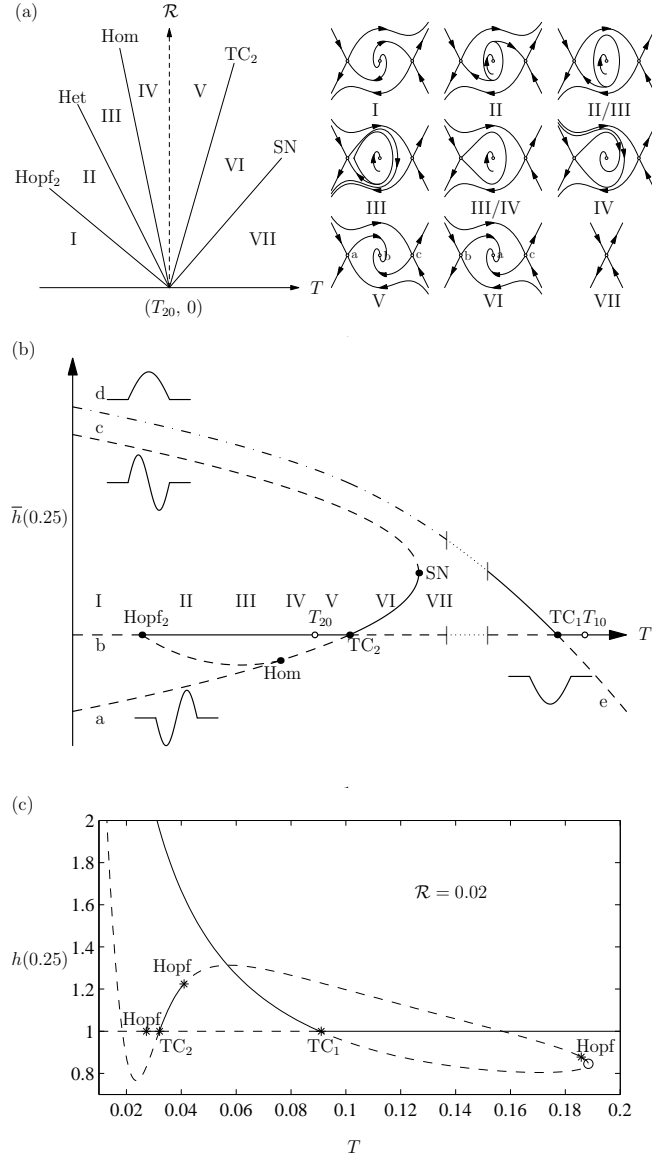 (a)
R
Hom
TC2
Het
IV
V
III
SN
Hopf2
II
VI
I
VII
T
(T20, 0)
I
II
II/III
III
III/IV
IV
a
b
c
b
a
c
V
VI
VII
(b)
d
c
h̅(0.25)
SN
I
II
III
IV
V
VI
VII
Hopf2
T20
TC1
T10
T
b
TC2
Hom
a
e
(c)
2
1.8
R = 0.02
1.6
1.4
h(0.25)
Hopf
1.2
Hopf
1
TC2
TC1
Hopf
0.8
0.02
0.04
0.06
0.08
0.1
0.12
0.14
0.16
0.18
0.2
T